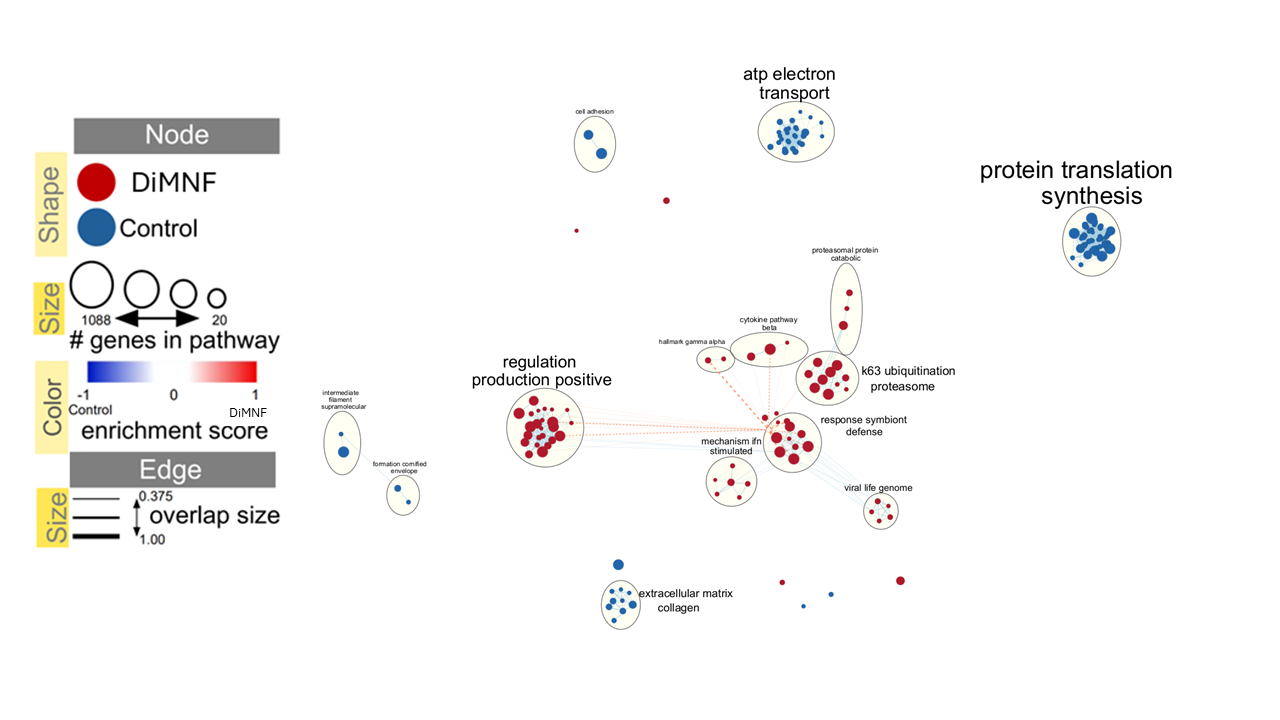 Node
Shape
DiMNF
Control
Size
1088
20
# genes in pathway
Color
-1
0
1
Control
DiMNF
enrichment score
Edge
Size
0.375
overlap size
1.00
cell adhesion
atp electron
transport
protein translation
synthesis
proteasomal protein
catabolic
cytokine pathway
beta
hallmark gamma alpha
regulation
production positive
k63 ubiquitination
proteasome
intermediate
filament
supramolecular
response symbiont
defense
mechanism ifn
stimulated
formation cornified
envelope
viral life genome
extracellular matrix
collagen